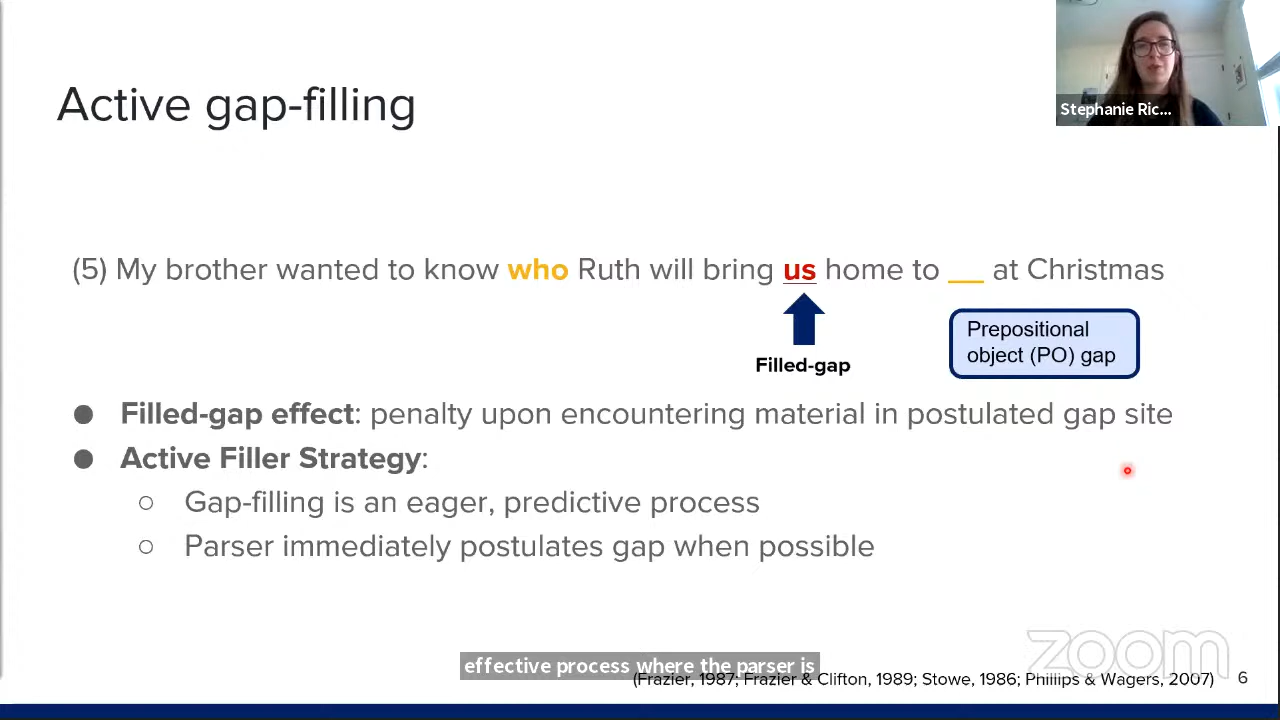 Stephanie Ric...
Active gap-filling
(5) My brother wanted to know who Ruth will bring us home to __ at Christmas
Filled-gap
Prepositional
object (PO) gap
● Filled-gap effect: penalty upon encountering material in postulated gap site
● Active Filler Strategy:
○ Gap-filling is an eager, predictive process
○ Parser immediately postulates gap when possible
effective process where the parser is
(Frazier, 1987; Frazier & Clifton, 1989; Stowe, 1986; Phillips & Wagers, 2007)
6
zoom